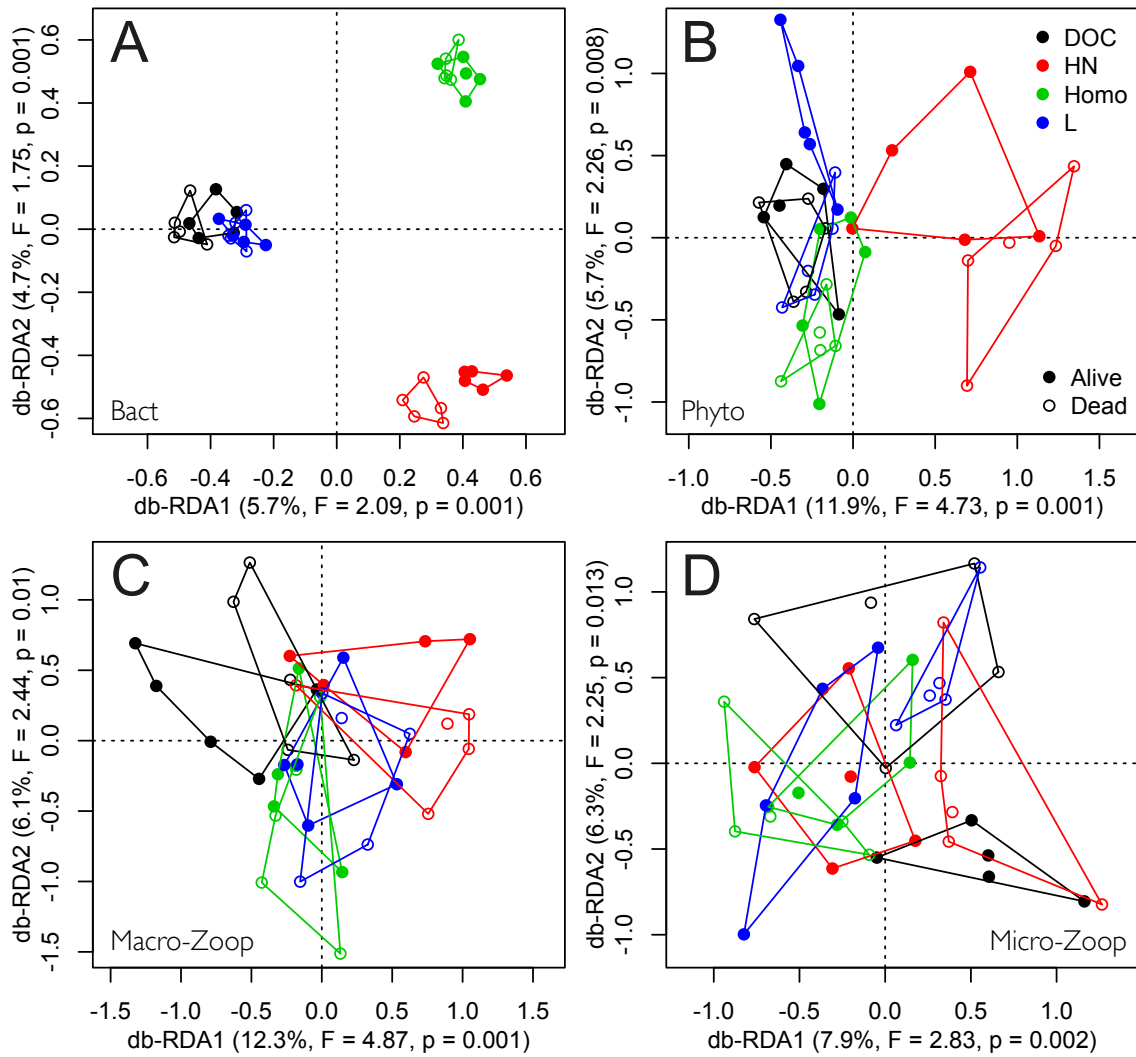 A
db-RDA2 (4.7%, F = 1.75, p = 0.001)
0.6
0.4
0.2
0.0
-0.2
-0.4
-0.6
Bact
-0.6 -0.4 -0.2 0.0 0.2 0.4 0.6
db-RDA1 (5.7%, F = 2.09, p = 0.001)
B
DOC
HN
Homo
L
db-RDA2 (5.7%, F = 2.26, p = 0.008)
1.0
0.5
0.0
-0.5
-1.0
Alive
Dead
Phyto
-1.0 -0.5 0.0 0.5 1.0 1.5
db-RDA1 (11.9%, F = 4.73, p = 0.001)
C
db-RDA2 (6.1%, F = 2.44, p = 0.01)
1.0
0.5
0.0
-0.5
-1.0
-1.5
Macro-Zoop
-1.5 -1.0 -0.5 0.0 0.5 1.0 1.5
db-RDA1 (12.3%, F = 4.87, p = 0.001)
D
db-RDA2 (6.3%, F = 2.25, p = 0.013)
1.0
0.5
0.0
-0.5
-1.0
Micro-Zoop
-1.0 -0.5 0.0 0.5 1.0
db-RDA1 (7.9%, F = 2.83, p = 0.002)